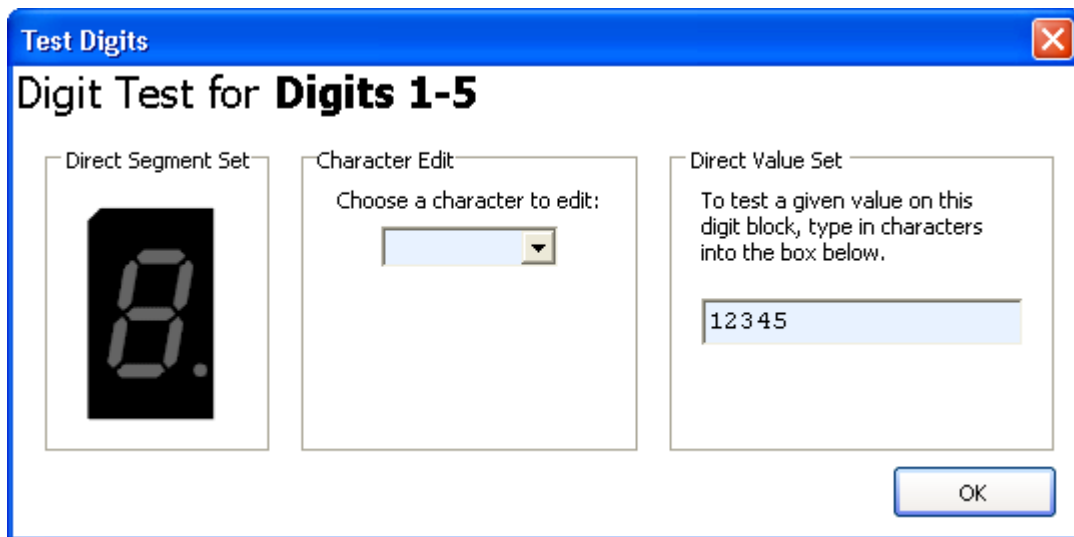 Test Digits
Digit Test for Digits 1-5
Direct Segment Set
Character Edit
Choose a character to edit:
Direct Value Set
To test a given value on this
digit block, type in characters
into the box below.
12345
OK